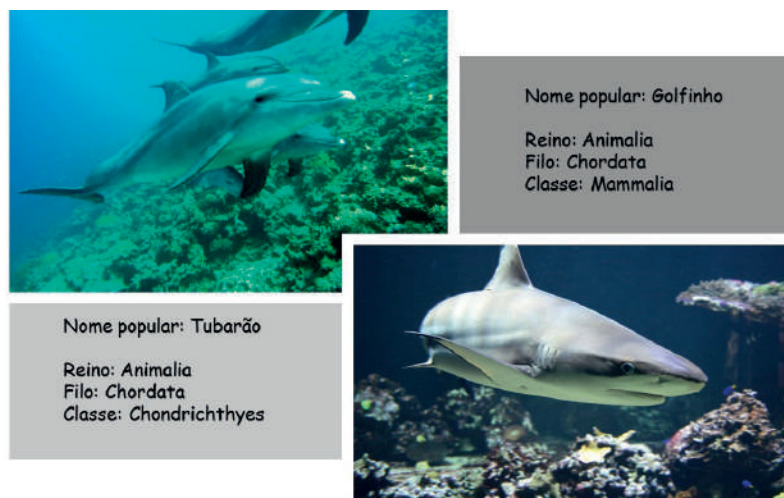 Nome popular: Golfinho
Reino: Animalia
Filo: Chordata
Classe: Mammalia
Nome popular: Tubarão
Reino: Animalia
Filo: Chordata
Classe: Chondrichthyes